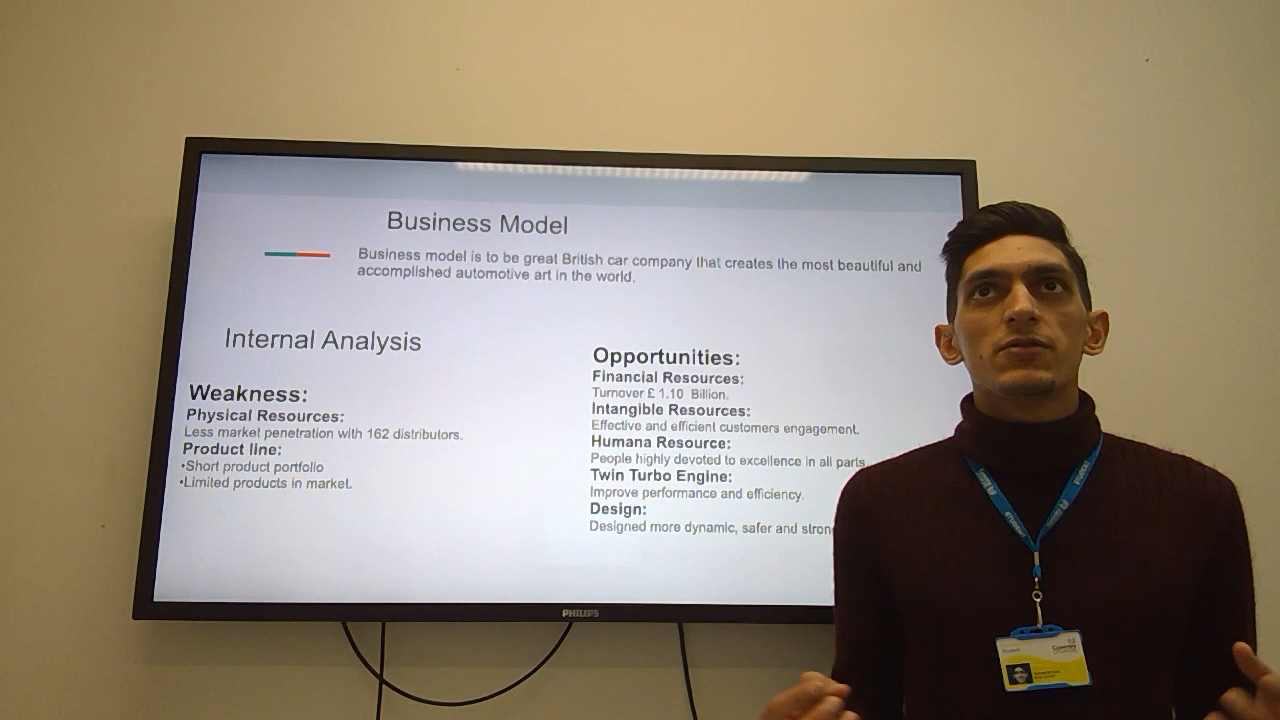 Business Model
Business model is to be great British car company that creates the most beautiful and
accomplished automotive art in the world.
Internal Analysis
Weakness:
Physical Resources:
Less market penetration with 162 distributors.
Product line:
•Short product portfolio
•Limited products in market.
Opportunities:
Financial Resources:
Turnover £ 1.10 Billion.
Intangible Resources:
Effective and efficient customers engagement.
Humana Resource:
People highly devoted to excellence in all parts
Twin Turbo Engine:
Improve performance and efficiency.
Design:
Designed more dynamic, safer and stron
PHILIPS
STUDENT
Student
Coventry